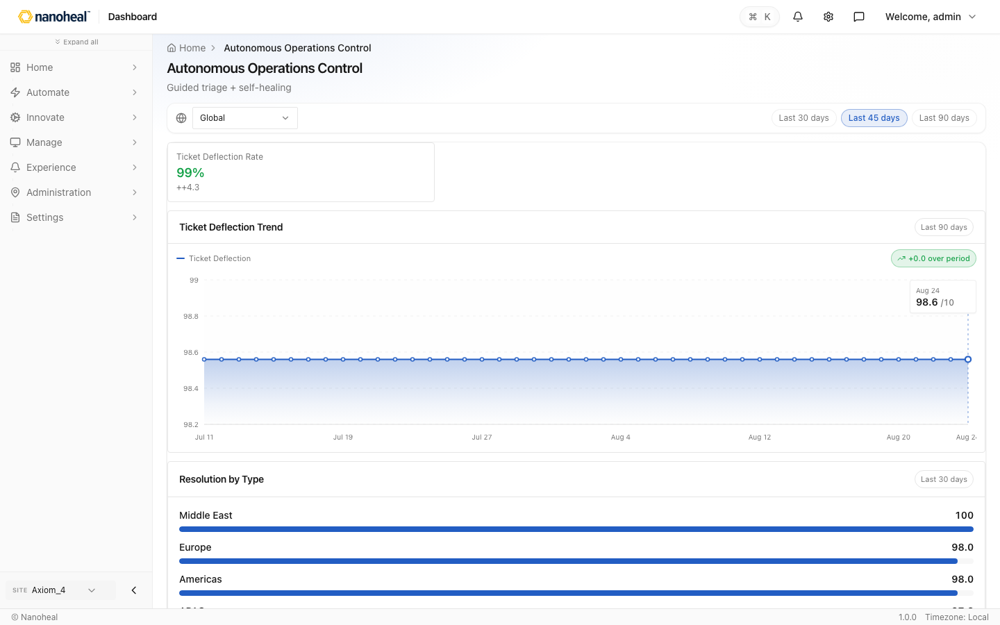 nanoheal™
Dashboard
⌘ K
Welcome, admin
Expand all
Home
Automate
Innovate
Manage
Experience
Administration
Settings
SITE Axiom_4
Home > Autonomous Operations Control
Autonomous Operations Control
Guided triage + self-healing
Global
Last 30 days
Last 45 days
Last 90 days
Ticket Deflection Rate
99%
++4.3
Ticket Deflection Trend
Last 90 days
Ticket Deflection
+0.0 over period
Aug 24
98.6 /10
99
98.8
98.6
98.4
98.2
Jul 11
Jul 19
Jul 27
Aug 4
Aug 12
Aug 20
Aug 2
Resolution by Type
Last 30 days
Middle East 100
Europe 98.0
Americas 98.0
© Nanoheal
1.0.0 Timezone: Local